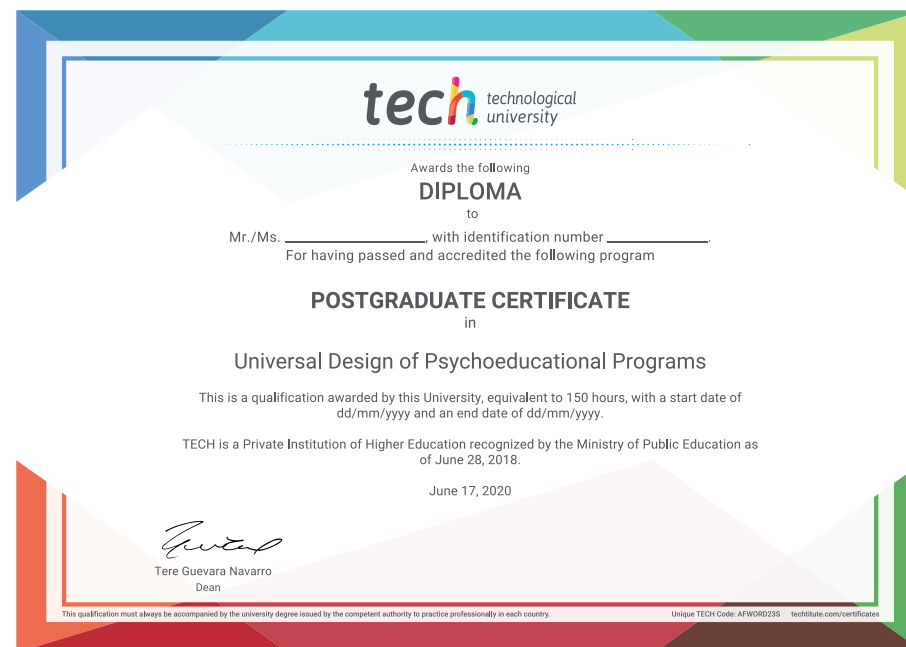 tech technological
university
Awards the following
DIPLOMA
to
Mr./Ms. ____________________, with identification number ______________.
For having passed and accredited the following program
POSTGRADUATE CERTIFICATE
in
Universal Design of Psychoeducational Programs
This is a qualification awarded by this University, equivalent to 150 hours, with a start date of
dd/mm/yyyy and an end date of dd/mm/yyyy.
TECH is a Private Institution of Higher Education recognized by the Ministry of Public Education as
of June 28, 2018.
June 17, 2020
Tere Guevara Navarro
Dean
This qualification must always be accompanied by the university degree issued by the competent authority to practice professionally in each country.
Unique TECH Code: AFWORD23S techtitute.com/certificates